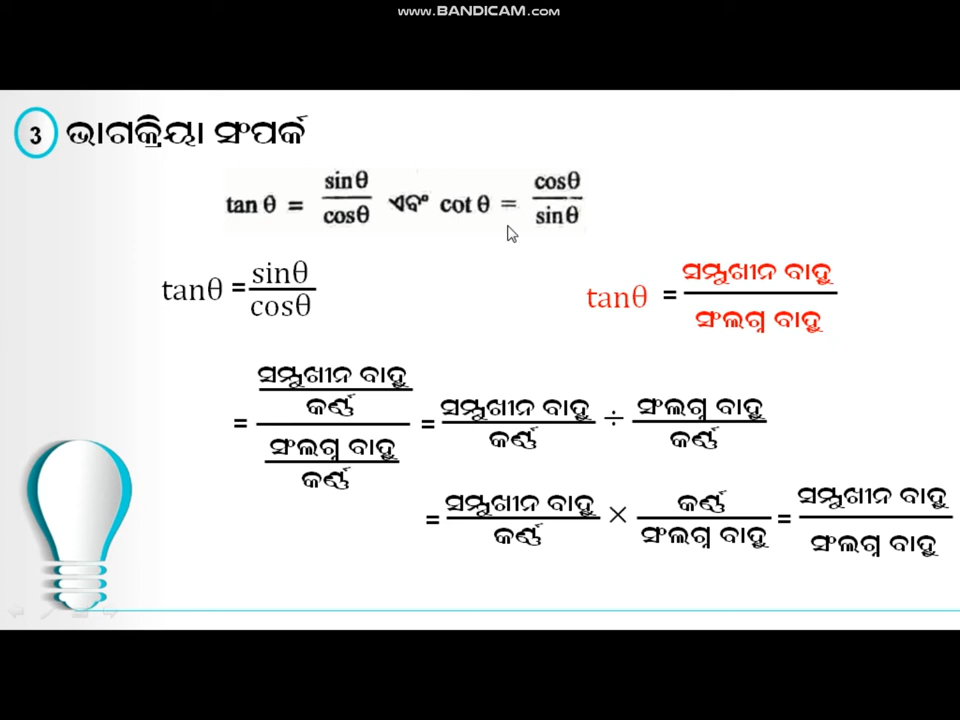 WWW.BANDICAM.COM
3 ଭାଗକ୍ରିୟା ସଂପର୍କ
tan θ = sinθ / cosθ ଏବଂ cot θ = cosθ / sinθ
tanθ = sinθ / cosθ
tanθ = ସମ୍ମୁଖୀନ ବାହୁ / ସଂଲଗ୍ନ ବାହୁ
= ସମ୍ମୁଖୀନ ବାହୁ / କର୍ଣ୍ଣ / ସଂଲଗ୍ନ ବାହୁ / କର୍ଣ୍ଣ = ସମ୍ମୁଖୀନ ବାହୁ / କର୍ଣ୍ଣ ÷ ସଂଲଗ୍ନ ବାହୁ / କର୍ଣ୍ଣ
= ସମ୍ମୁଖୀନ ବାହୁ / କର୍ଣ୍ଣ × କର୍ଣ୍ଣ / ସଂଲଗ୍ନ ବାହୁ = ସମ୍ମୁଖୀନ ବାହୁ / ସଂଲଗ୍ନ ବାହୁ